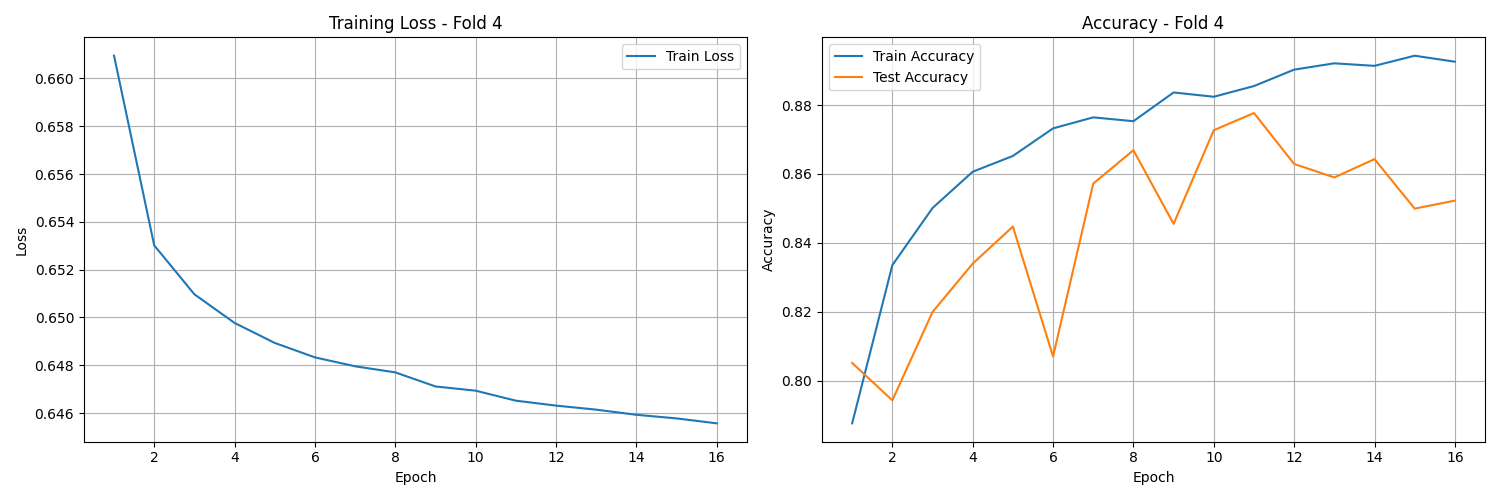 Training Loss - Fold 4
Train Loss
0.660
0.658
0.656
0.654
0.652
0.650
0.648
0.646
Loss
2 4 6 8 10 12 14 16
Epoch
Accuracy - Fold 4
Train Accuracy
Test Accuracy
0.88
0.86
0.84
0.82
0.80
Accuracy
2 4 6 8 10 12 14 16
Epoch